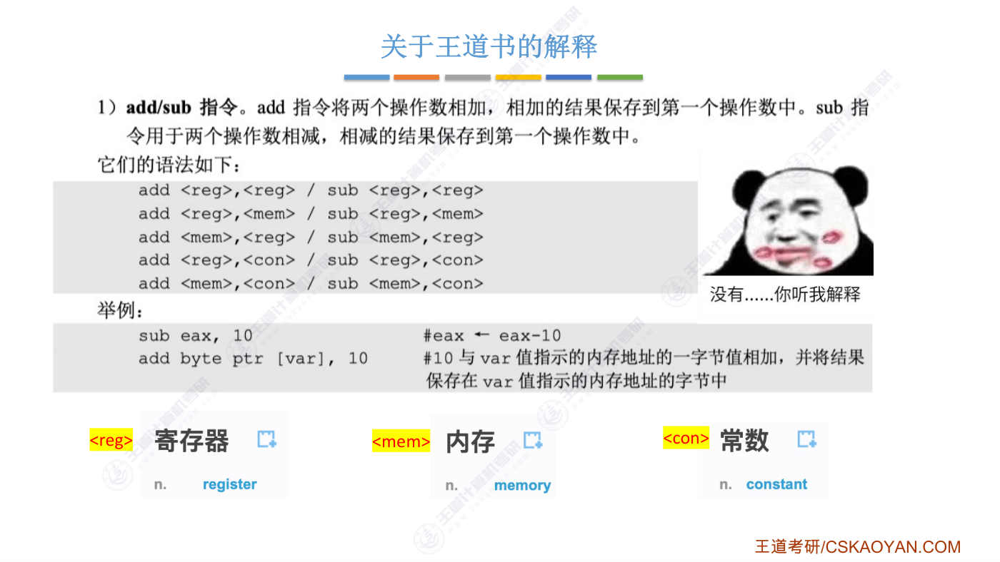 关于王道书的解释
1）add/sub 指令。add 指令将两个操作数相加，相加的结果保存到第一个操作数中。sub 指
令用于两个操作数相减，相减的结果保存到第一个操作数中。
它们的语法如下：
add <reg>,<reg> / sub <reg>,<reg>
add <reg>,<mem> / sub <reg>,<mem>
add <mem>,<reg> / sub <mem>,<reg>
add <reg>,<con> / sub <reg>,<con>
add <mem>,<con> / sub <mem>,<con>
没有......你听我解释
举例：
sub eax, 10 #eax ← eax-10
add byte ptr [var], 10 #10 与 var 值指示的内存地址的一字节值相加，并将结果
保存在 var 值指示的内存地址的字节中
<reg> 寄存器 <mem> 内存 <con> 常数
n. register n. memory n. constant
王道考研/CSKAOYAN.COM